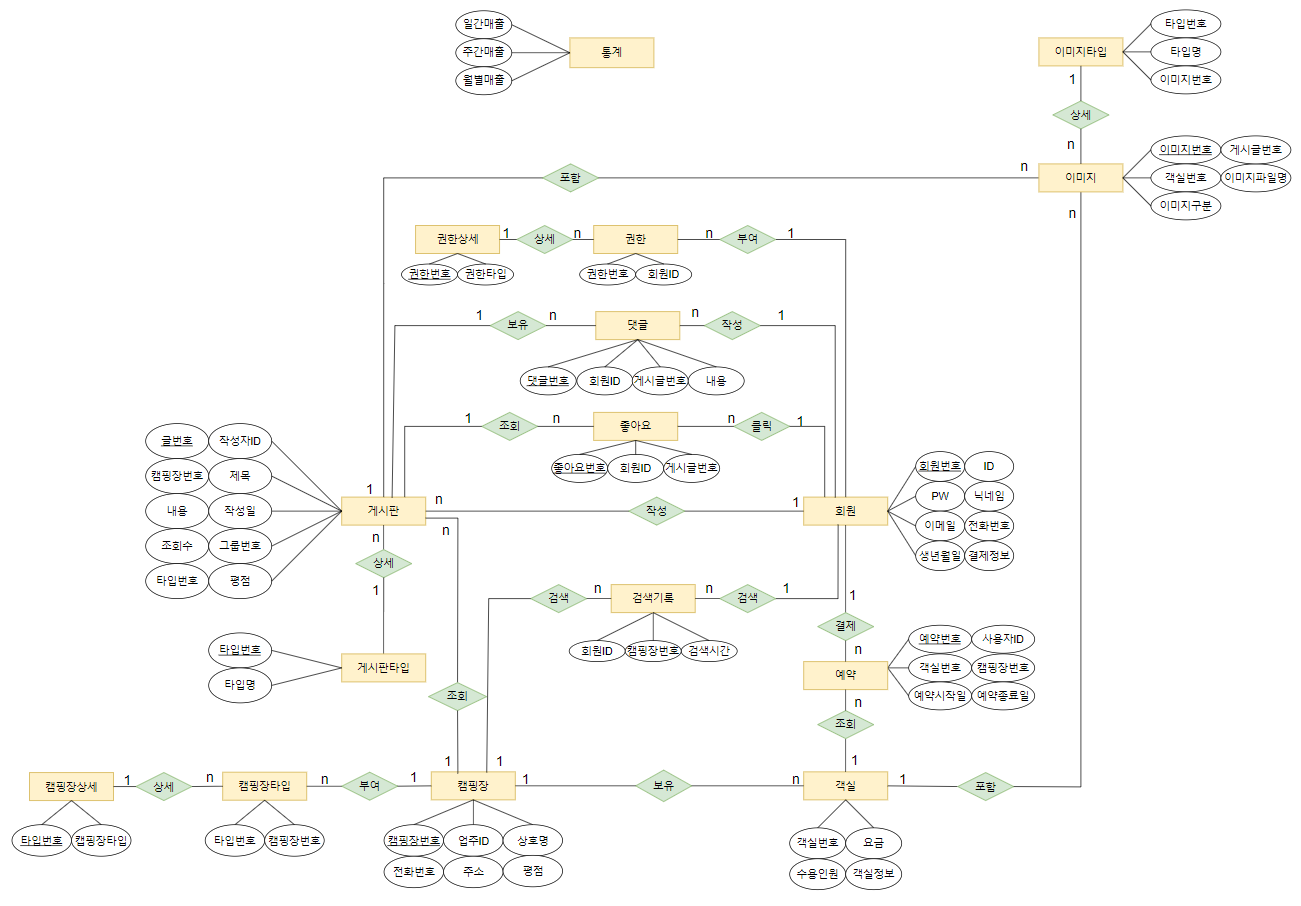 일간매출
주간매출
월별매출
통계
이미지타입
타입번호
타입명
이미지번호
1
상세
n
이미지
이미지번호
게시글번호
객실번호
이미지파일명
이미지구분
n
포함
n
권한상세
1
상세
n
권한
n
부여
1
권한번호
권한타입
권한번호
회원ID
1
보유
n
댓글
n
작성
1
댓글번호
회원ID
게시글번호
내용
1
조회
n
좋아요
n
클릭
1
좋아요번호
회원ID
게시글번호
글번호
작성자ID
캠핑장번호
제목
내용
작성일
조회수
그룹번호
타입번호
평점
1
게시판
n
작성
1
회원
회원번호
ID
PW
닉네임
이메일
전화번호
생년월일
결제정보
n
n
상세
1
검색
n
검색기록
n
검색
1
회원ID
캠핑장번호
검색시간
1
결제
n
예약
예약번호
사용자ID
객실번호
캠핑장번호
예약시작일
예약종료일
타입번호
타입명
게시판타입
조회
n
조회
1
1
1
캠핑장상세
1
상세
n
캠핑장타입
n
부여
1
캠핑장
1
보유
n
객실
1
포함
타입번호
캠핑장타입
타입번호
캠핑장번호
캠핑장번호
업주ID
상호명
전화번호
주소
평점
객실번호
요금
수용인원
객실정보